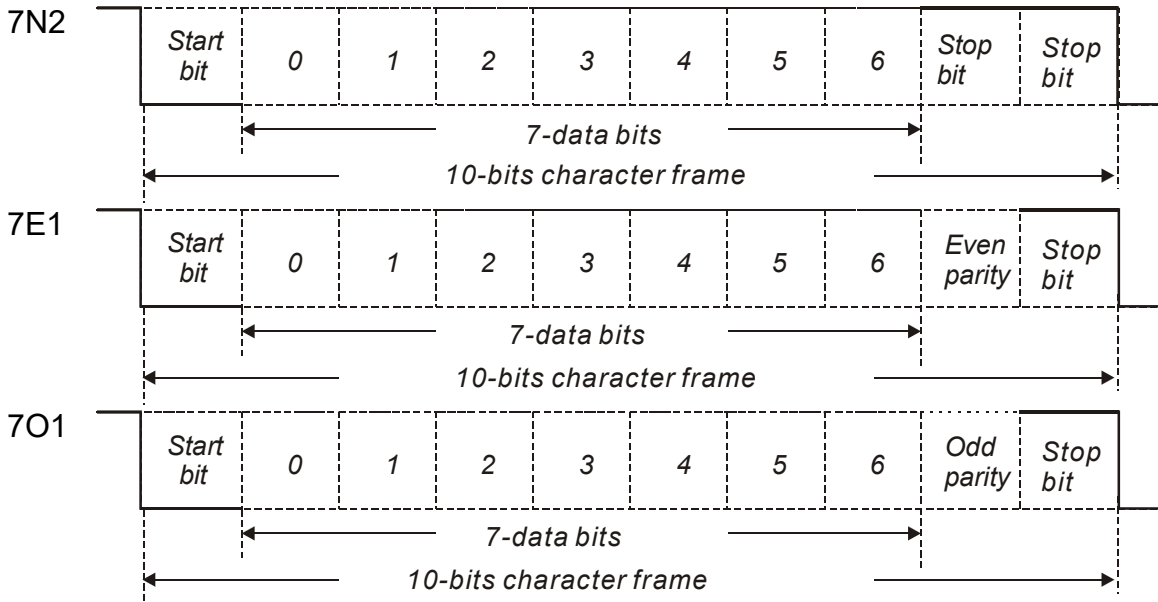 7N2
Start bit 0 1 2 3 4 5 6 Stop bit Stop bit
7-data bits
10-bits character frame
7E1
Start bit 0 1 2 3 4 5 6 Even parity Stop bit
7-data bits
10-bits character frame
7O1
Start bit 0 1 2 3 4 5 6 Odd parity Stop bit
7-data bits
10-bits character frame